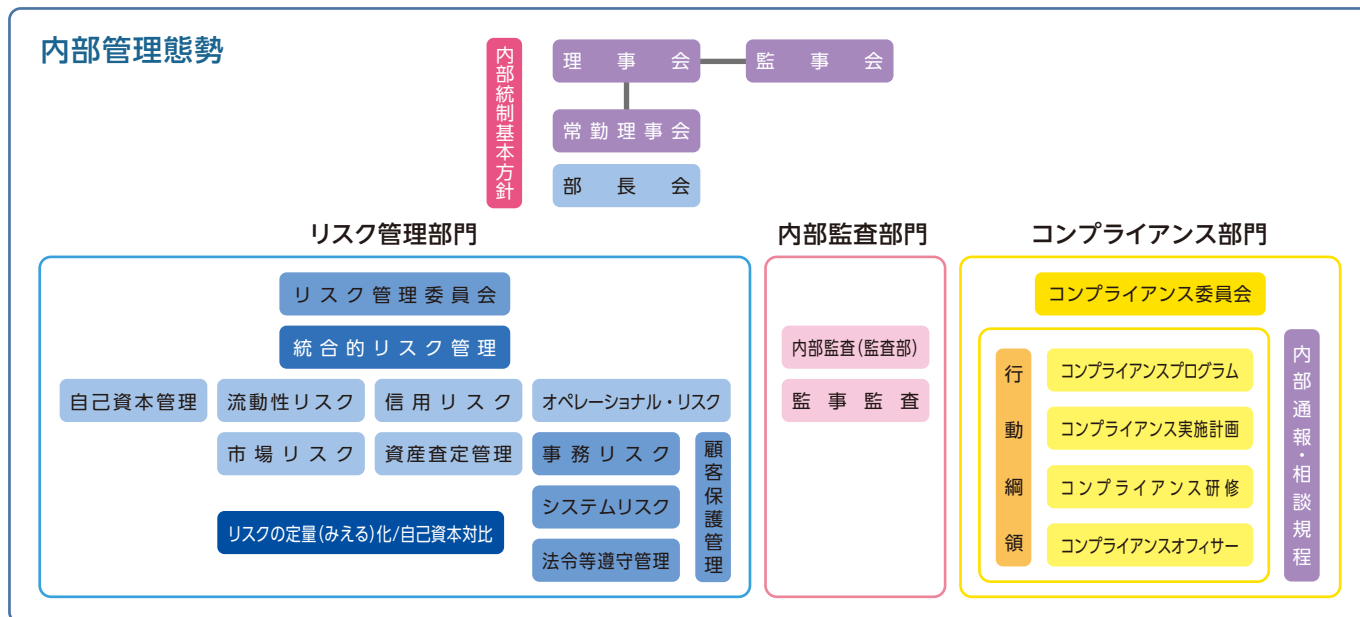 内部管理態勢
内部統制基本方針
理事会
監事会
常勤理事会
部長会
リスク管理部門
リスク管理委員会
統合的リスク管理
自己資本管理
流動性リスク
信用リスク
オペレーショナル・リスク
市場リスク
資産査定管理
事務リスク
システムリスク
法令等遵守管理
顧客保護管理
リスクの定量(みえる)化/自己資本対比
内部監査部門
内部監査(監査部)
監事監査
コンプライアンス部門
コンプライアンス委員会
行動綱領
コンプライアンスプログラム
コンプライアンス実施計画
コンプライアンス研修
コンプライアンスオフィサー
内部通報・相談規程